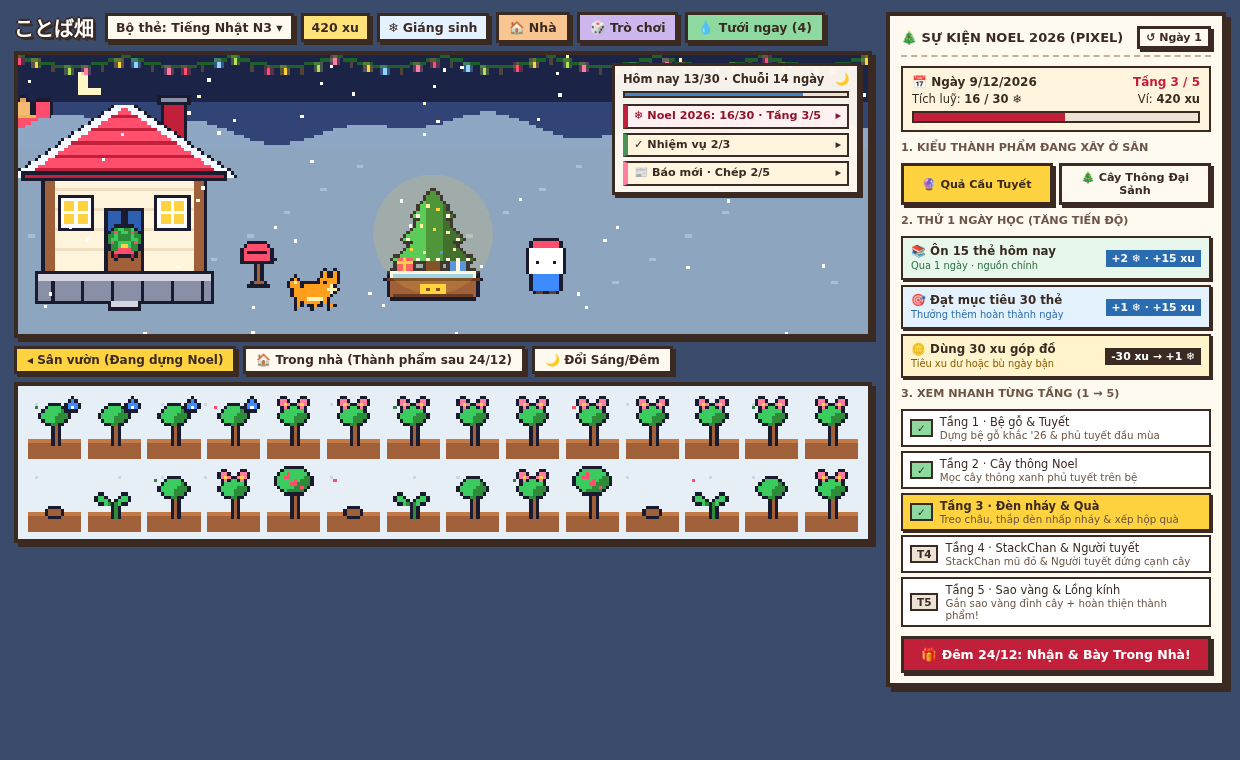 ことば畑
Bộ thẻ: Tiếng Nhật N3 ▾
420 xu
❄ Giáng sinh
🏠 Nhà
🎲 Trò chơi
💧 Tưới ngay (4)
Hôm nay 13/30 · Chuỗi 14 ngày 🌙
❄ Noel 2026: 16/30 · Tầng 3/5 ▸
✓ Nhiệm vụ 2/3 ▸
📰 Báo mới · Chép 2/5 ▸
◂ Sân vườn (Đang dựng Noel)
🏠 Trong nhà (Thành phẩm sau 24/12)
🌙 Đổi Sáng/Đêm
🎄 SỰ KIỆN NOEL 2026 (PIXEL)
↺ Ngày 1
📅 Ngày 9/12/2026
Tầng 3 / 5
Tích luỹ: 16 / 30 ❄
Ví: 420 xu
1. KIỂU THÀNH PHẨM ĐANG XÂY Ở SÂN
🔮 Quả Cầu Tuyết
🎄 Cây Thông Đại
Sảnh
2. THỬ 1 NGÀY HỌC (TĂNG TIẾN ĐỘ)
📚 Ôn 15 thẻ hôm nay
Qua 1 ngày · nguồn chính
+2 ❄ · +15 xu
🎯 Đạt mục tiêu 30 thẻ
Thưởng thêm hoàn thành ngày
+1 ❄ · +15 xu
🪙 Dùng 30 xu góp đồ
Tiêu xu dư hoặc bù ngày bận
-30 xu → +1 ❄
3. XEM NHANH TỪNG TẦNG (1 → 5)
✓
Tầng 1 · Bệ gỗ & Tuyết
Dựng bệ gỗ khắc '26 & phủ tuyết đầu mùa
✓
Tầng 2 · Cây thông Noel
Mọc cây thông xanh phủ tuyết trên bệ
✓
Tầng 3 · Đèn nháy & Quà
Treo châu, thắp đèn nhấp nháy & xếp hộp quà
T4
Tầng 4 · StackChan & Người tuyết
StackChan mũ đỏ & Người tuyết đứng cạnh cây
T5
Tầng 5 · Sao vàng & Lồng kính
Gắn sao vàng đỉnh cây + hoàn thiện thành
phẩm!
🎁 Đêm 24/12: Nhận & Bày Trong Nhà!